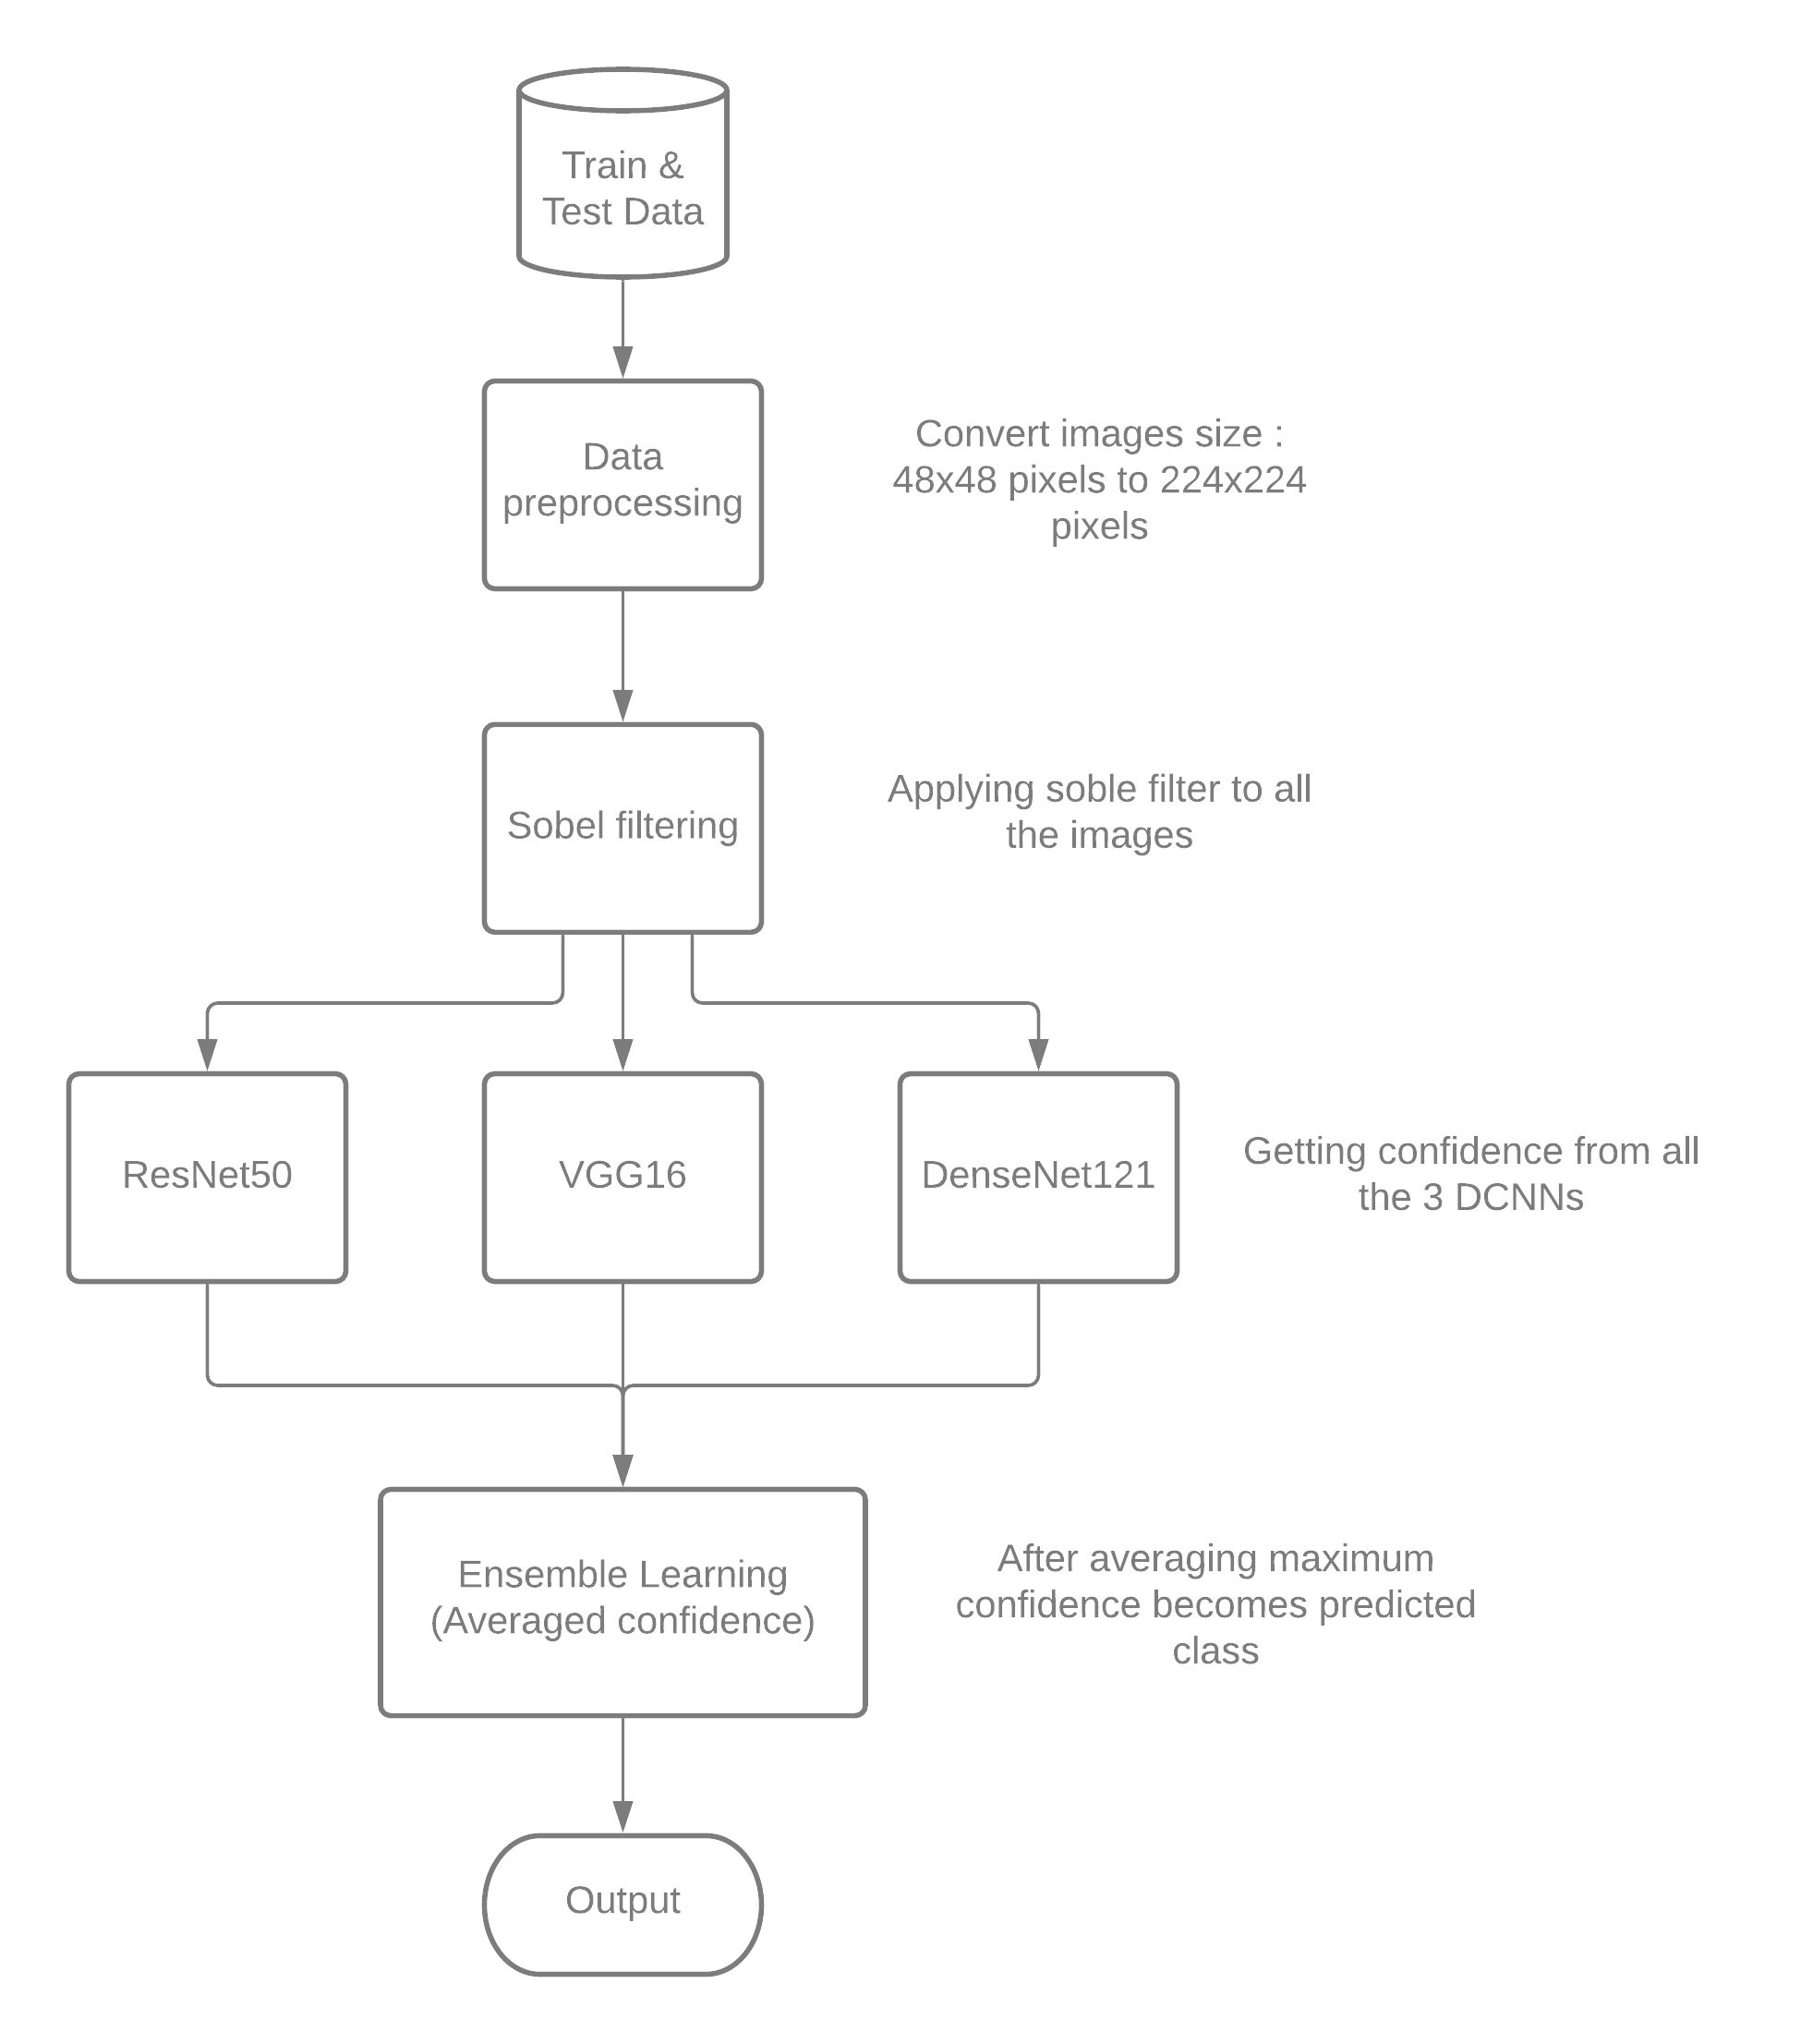 Train &
Test Data
Data
preprocessing
Convert images size :
48x48 pixels to 224x224
pixels
Sobel filtering
Applying soble filter to all
the images
ResNet50
VGG16
DenseNet121
Getting confidence from all
the 3 DCNNs
Ensemble Learning
(Averaged confidence)
After averaging maximum
confidence becomes predicted
class
Output